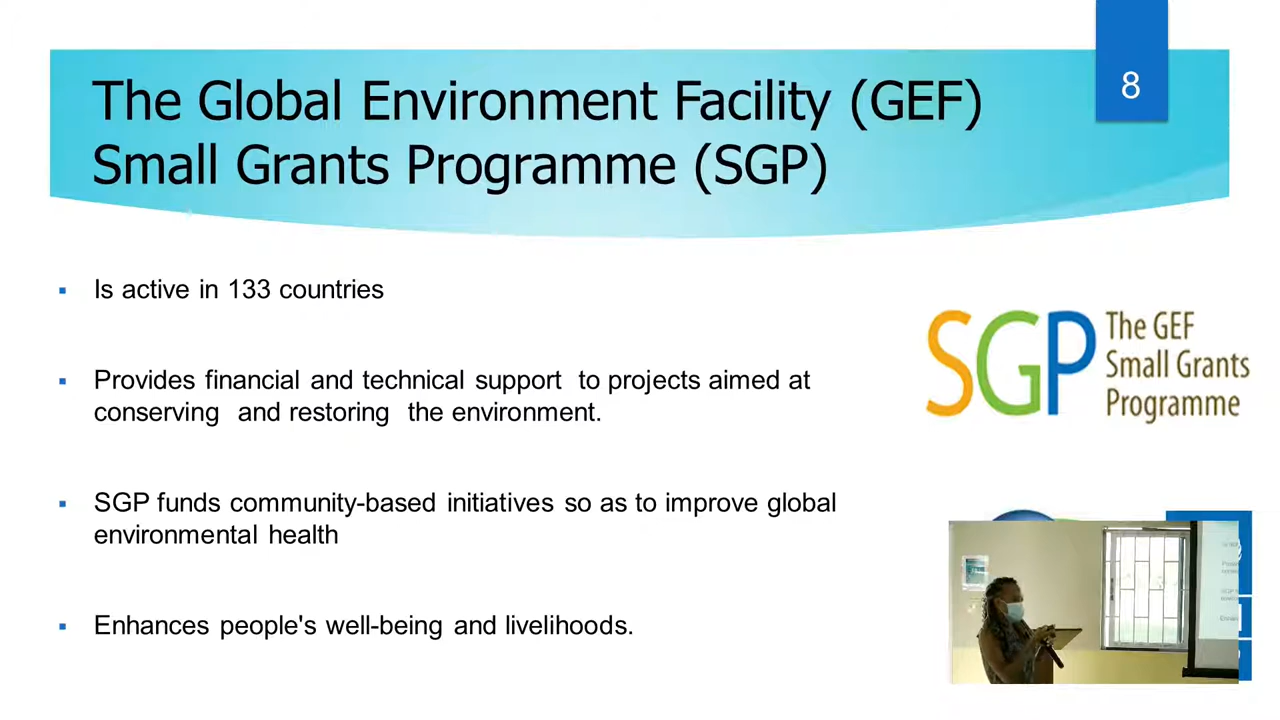 The Global Environment Facility (GEF)
Small Grants Programme (SGP)
8
▪ Is active in 133 countries
▪ Provides financial and technical support to projects aimed at
conserving and restoring the environment.
▪ SGP funds community-based initiatives so as to improve global
environmental health
▪ Enhances people's well-being and livelihoods.
SGP
The GEF
Small Grants
Programme